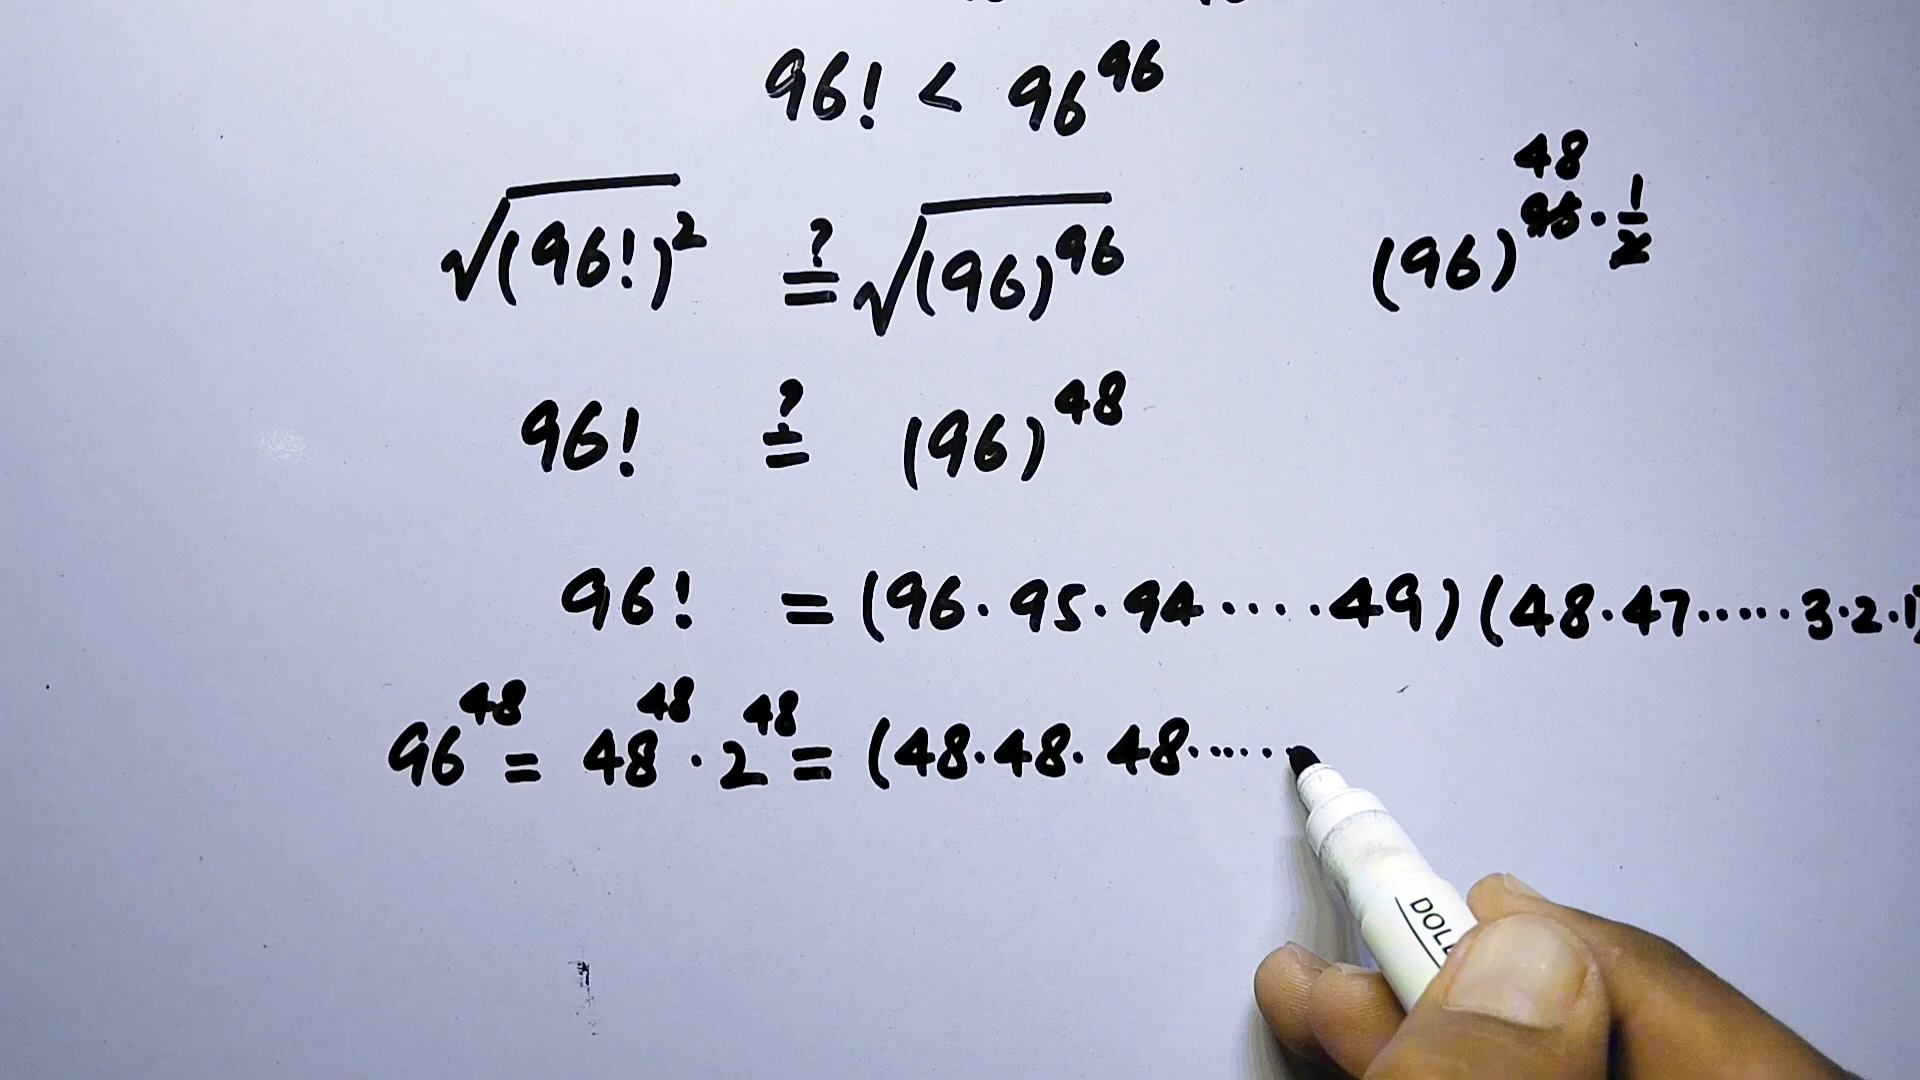 96! < 96^96
√(96!)^2 ?= √(96)^96 (96)^96·1/2 48
96! ?= (96)^48
96! = (96·95·94····.49)(48·47.....3·2·1)
96^48 = 48^48 · 2^48 = (48·48·48······
DOLL